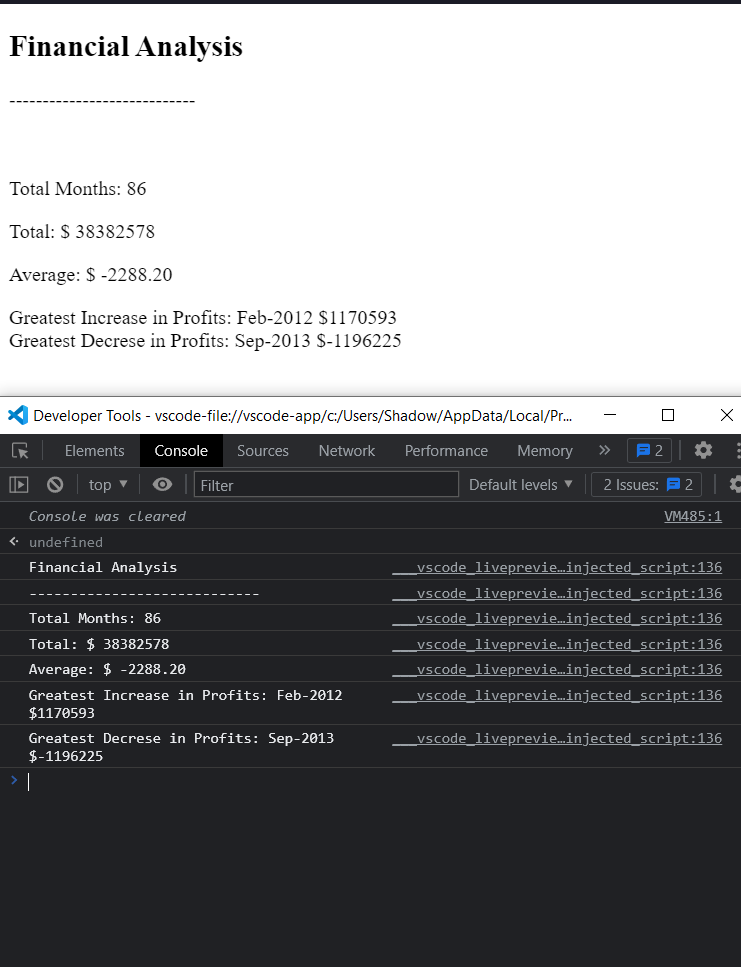 Financial Analysis
----------------------------
Total Months: 86
Total: $ 38382578
Average: $ -2288.20
Greatest Increase in Profits: Feb-2012 $1170593
Greatest Decrese in Profits: Sep-2013 $-1196225
Developer Tools - vscode-file://vscode-app/c:/Users/Shadow/AppData/Local/Pr...
Elements Console Sources Network Performance Memory » 2
top ▼ Filter Default levels ▼ 2 Issues: 2
Console was cleared VM485:1
undefined
Financial Analysis ___vscode_liveprevie…injected_script:136
---------------------------- ___vscode_liveprevie…injected_script:136
Total Months: 86 ___vscode_liveprevie…injected_script:136
Total: $ 38382578 ___vscode_liveprevie…injected_script:136
Average: $ -2288.20 ___vscode_liveprevie…injected_script:136
Greatest Increase in Profits: Feb-2012 ___vscode_liveprevie…injected_script:136
$1170593
Greatest Decrese in Profits: Sep-2013 ___vscode_liveprevie…injected_script:136
$-1196225